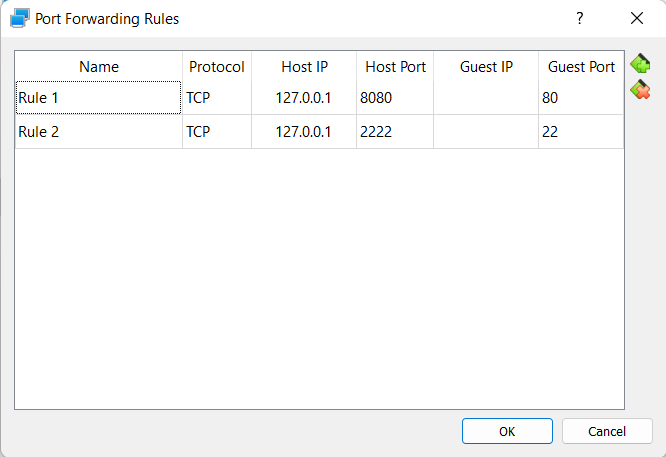 Port Forwarding Rules ?
Name Protocol Host IP Host Port Guest IP Guest Port
Rule 1 TCP 127.0.0.1 8080 80
Rule 2 TCP 127.0.0.1 2222 22
OK Cancel